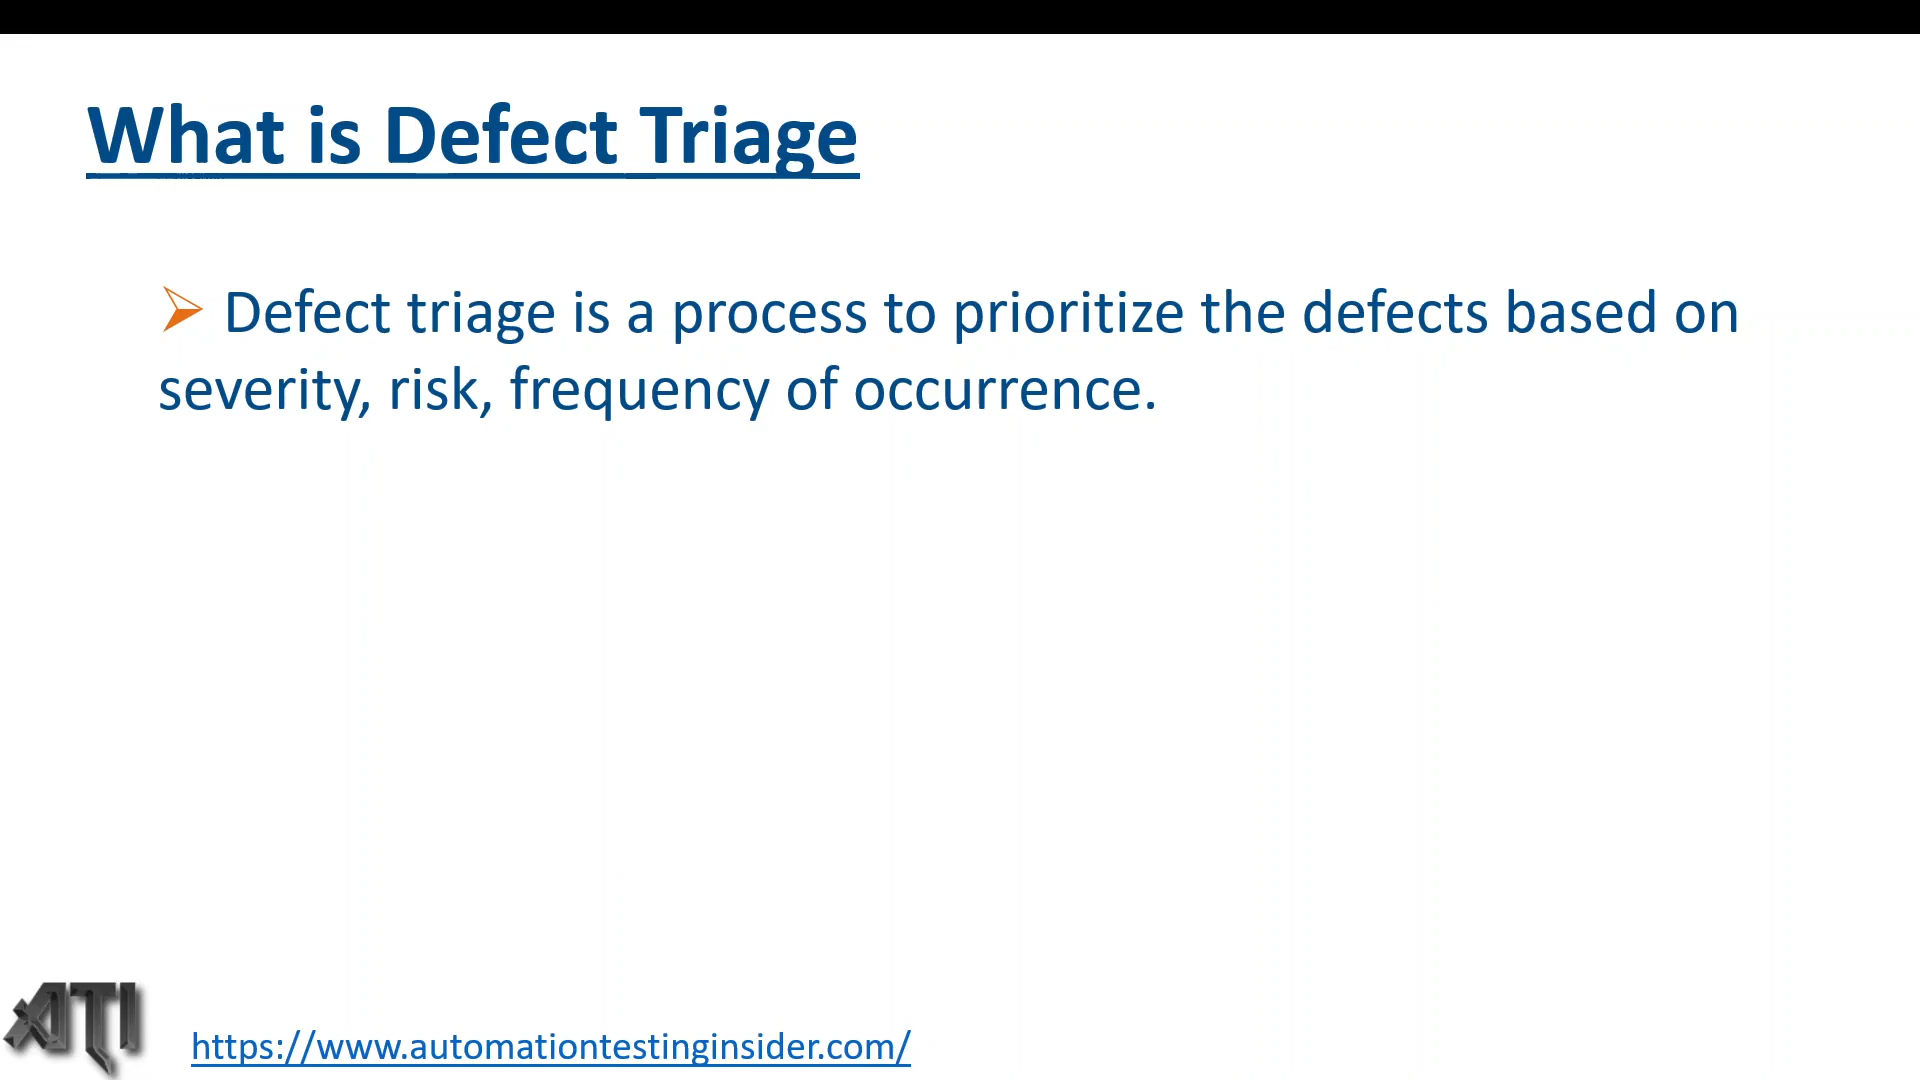 What is Defect Triage
Defect triage is a process to prioritize the defects based on
severity, risk, frequency of occurrence.
ATI
https://www.automationtestinginsider.com/